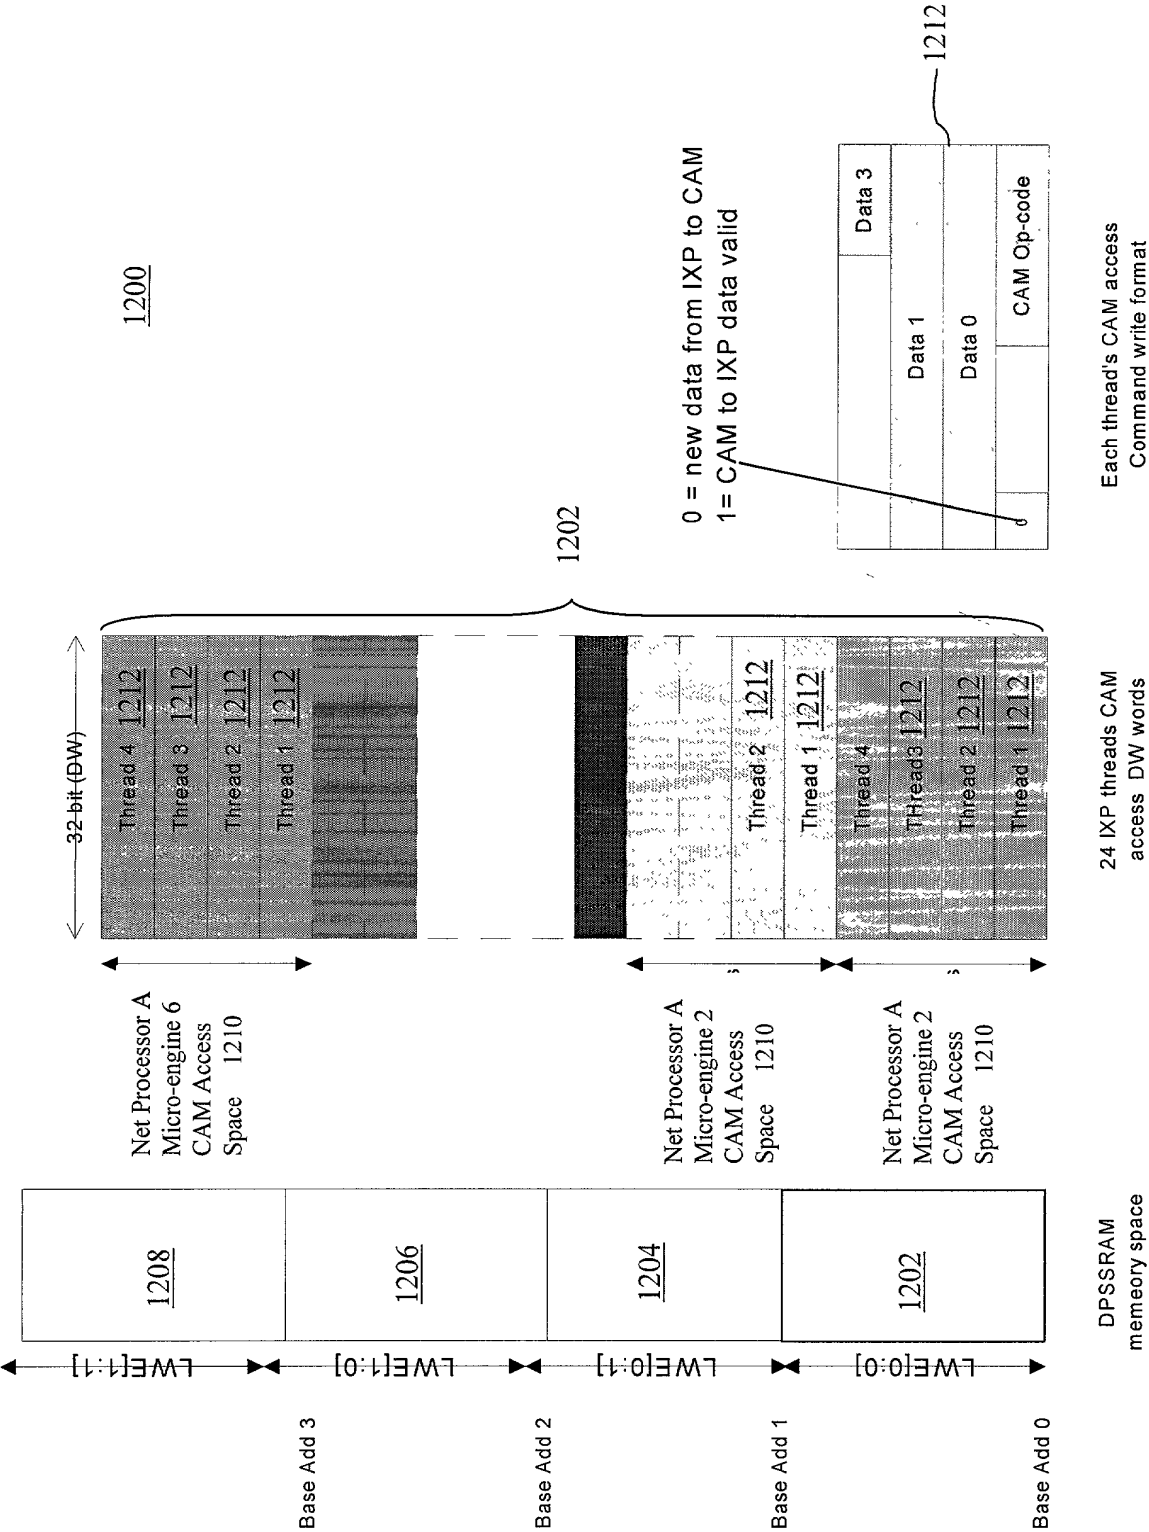 1200
Base Add 3
Base Add 2
Base Add 1
Base Add 0
LWE[1:1]
LWE[1:0]
LWE[0:1]
LWE[0:0]
1208
1206
1204
1202
DPSSRAM
memeory space
Net Processor A
Micro-engine 6
CAM Access
Space 1210
Net Processor A
Micro-engine 2
CAM Access
Space 1210
Net Processor A
Micro-engine 2
CAM Access
Space 1210
32 bit (DW)
Thread 4 1212
Thread 3 1212
Thread 2 1212
Thread 1 1212
Thread 2 1212
Thread 1 1212
Thread 4
THread3 1212
Thread 2 1212
Thread 1 1212
24 IXP threads CAM
access DW words
1202
0 = new data from IXP to CAM
1= CAM to IXP data valid
Data 3
Data 1
Data 0
CAM Op-code
1212
Each thread's CAM access
Command write format